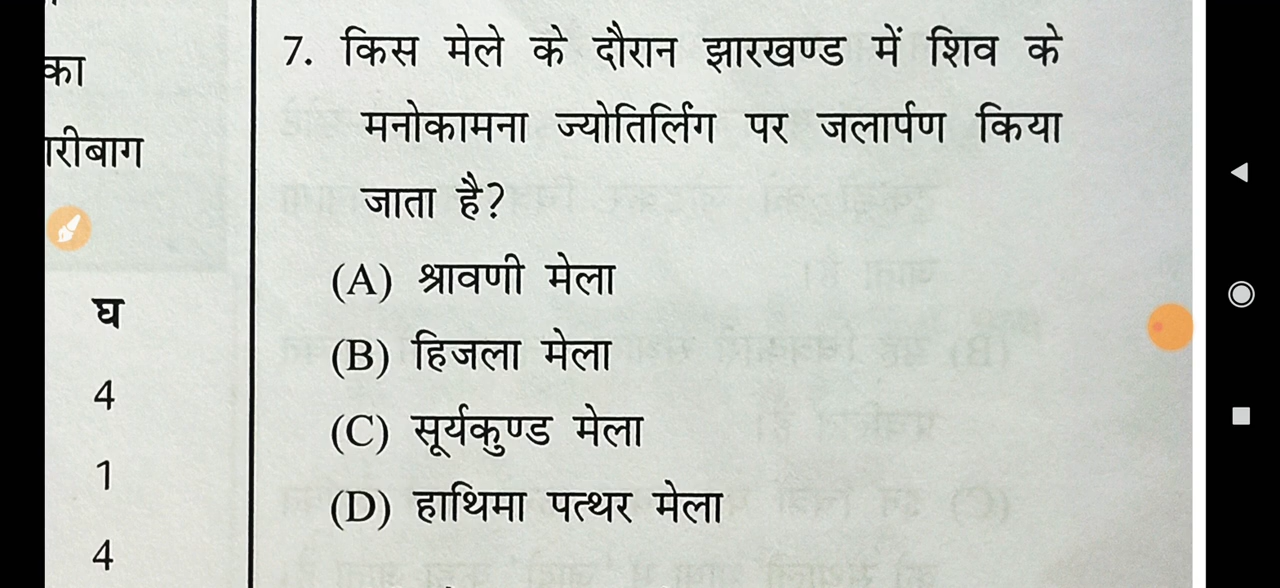 का
रीबाग
घ
4
1
4
7. किस मेले के दौरान झारखण्ड में शिव के
मनोकामना ज्योतिर्लिंग पर जलार्पण किया
जाता है?
(A) श्रावणी मेला
(B) हिजला मेला
(C) सूर्यकुण्ड मेला
(D) हाथिमा पत्थर मेला